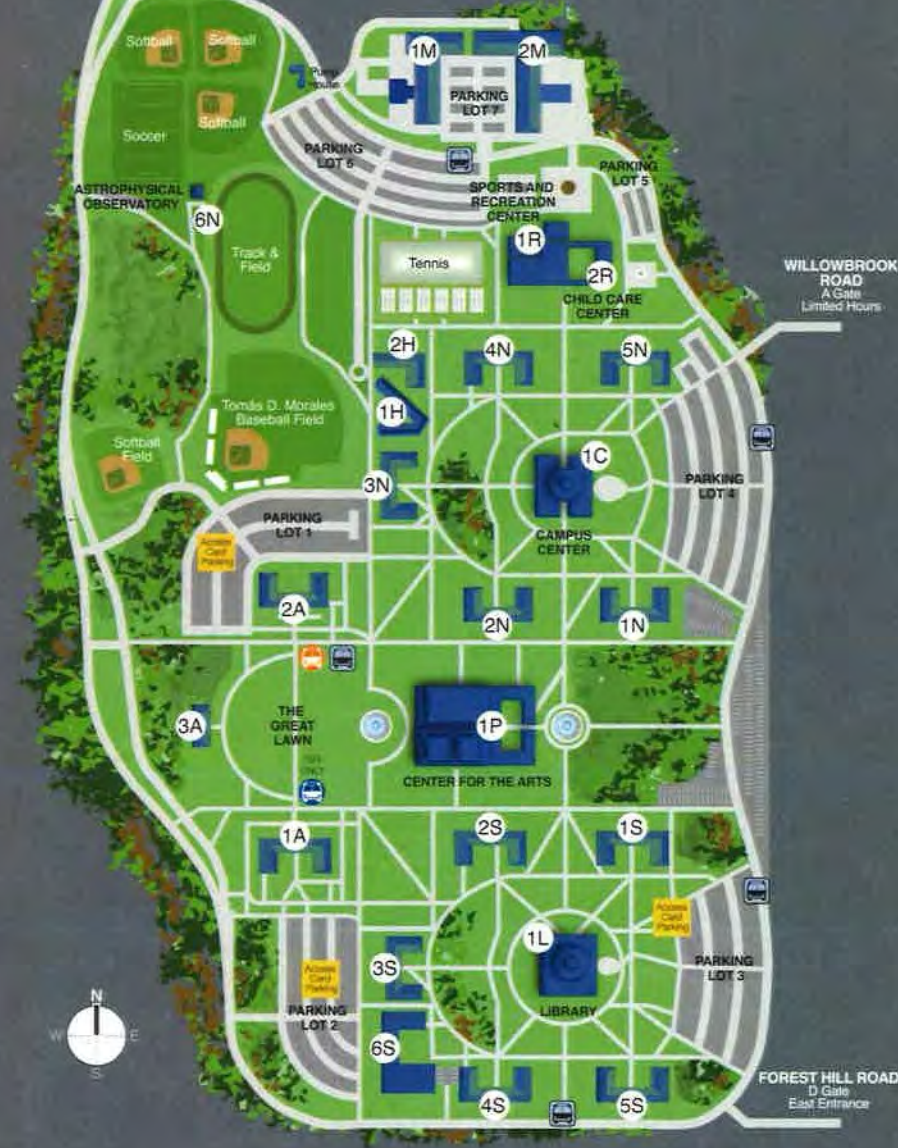 Softball
Softball
Softball
Soccer
Pump
House
1M
2M
PARKING
LOT 7
PARKING
LOT 6
PARKING
LOT 5
ASTROPHYSICAL
OBSERVATORY
6N
Track &
Field
SPORTS AND
RECREATION
CENTER
1R
2R
CHILD CARE
CENTER
Tennis
WILLOWBROOK
ROAD
A Gate
Limited Hours
2H
4N
5N
1H
Tomás D. Morales
Baseball Field
Softball
Field
3N
1C
CAMPUS
CENTER
PARKING
LOT 4
PARKING
LOT 1
Access
Card
Parking
2A
2N
1N
3A
THE
GREAT
LAWN
1P
CENTER FOR THE ARTS
1A
2S
1S
Access
Card
Parking
1L
LIBRARY
PARKING
LOT 3
3S
Access
Card
Parking
PARKING
LOT 2
6S
4S
5S
N
W
E
S
FOREST HILL ROAD
D Gate
East Entrance